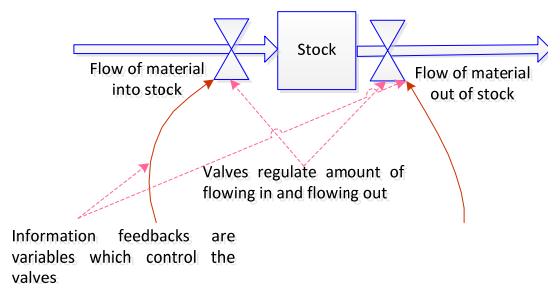 Stock
Flow of material
into stock
Flow of material
out of stock
Valves regulate amount of
flowing in and flowing out
Information feedbacks are
variables which control the
valves